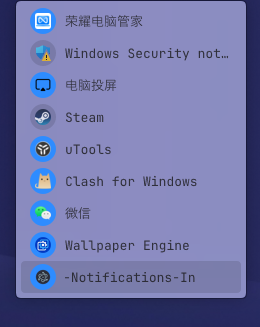 荣耀电脑管家
Windows Security not…
电脑投屏
Steam
uTools
Clash for Windows
微信
Wallpaper Engine
-Notifications-In